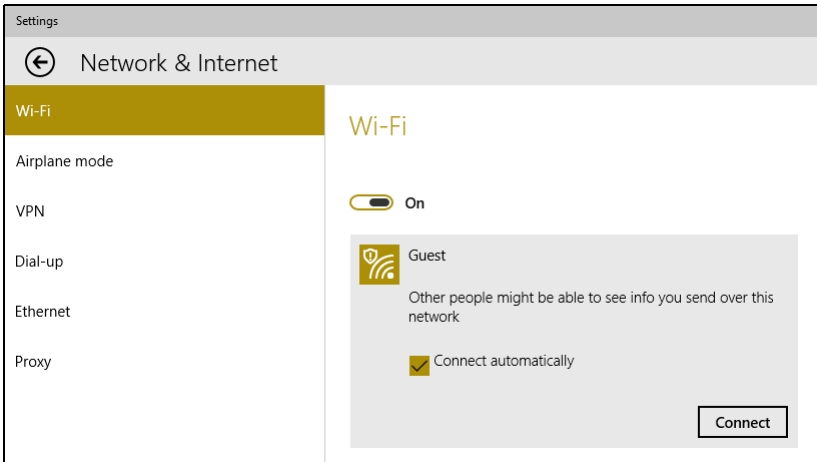 Settings
Network & Internet
Wi-Fi
Airplane mode
VPN
Dial-up
Ethernet
Proxy
Wi-Fi
On
Guest
Other people might be able to see info you send over this
network
Connect automatically
Connect